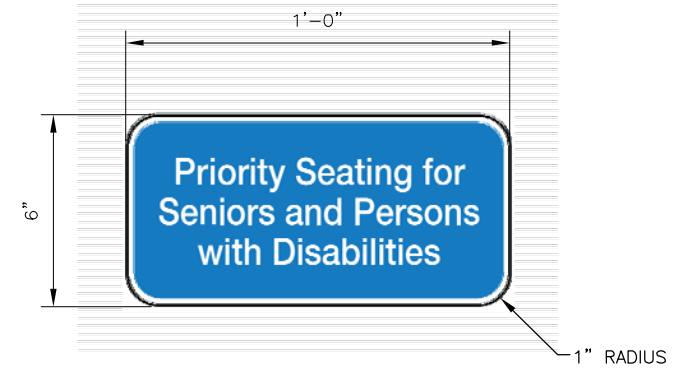 1'-0"
6"
Priority Seating for
Seniors and Persons
with Disabilities
1" RADIUS